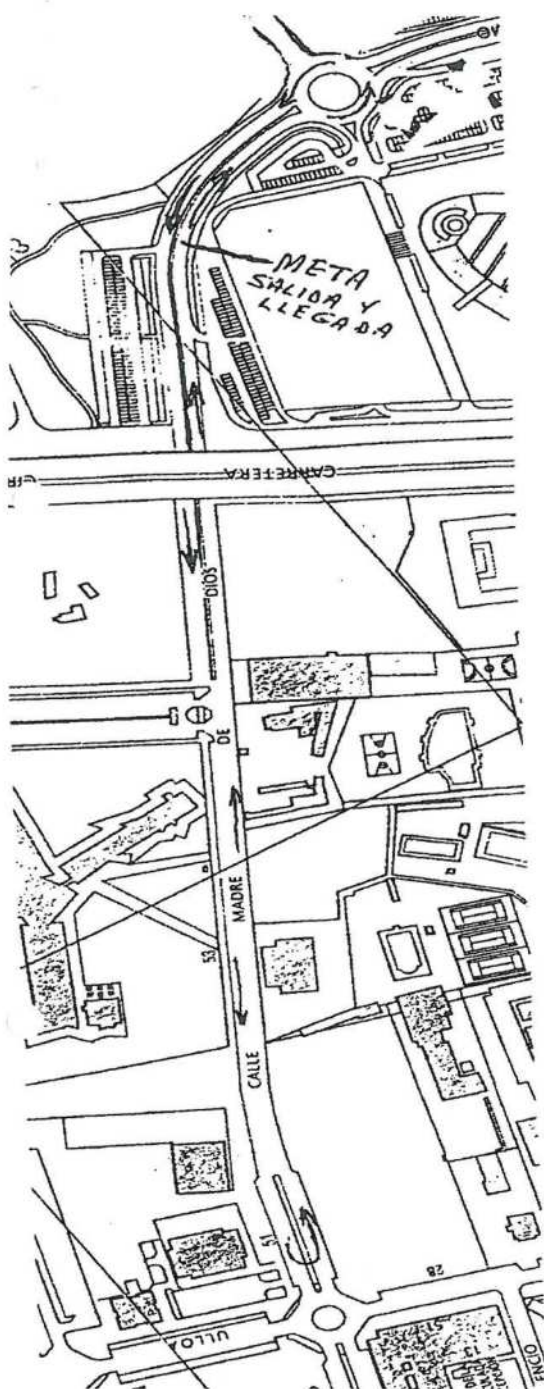 META
SALIDA Y
LLEGADA
CARRETERA
DIOS
DE
MADRE
53
CALLE
51
28
ULLOA